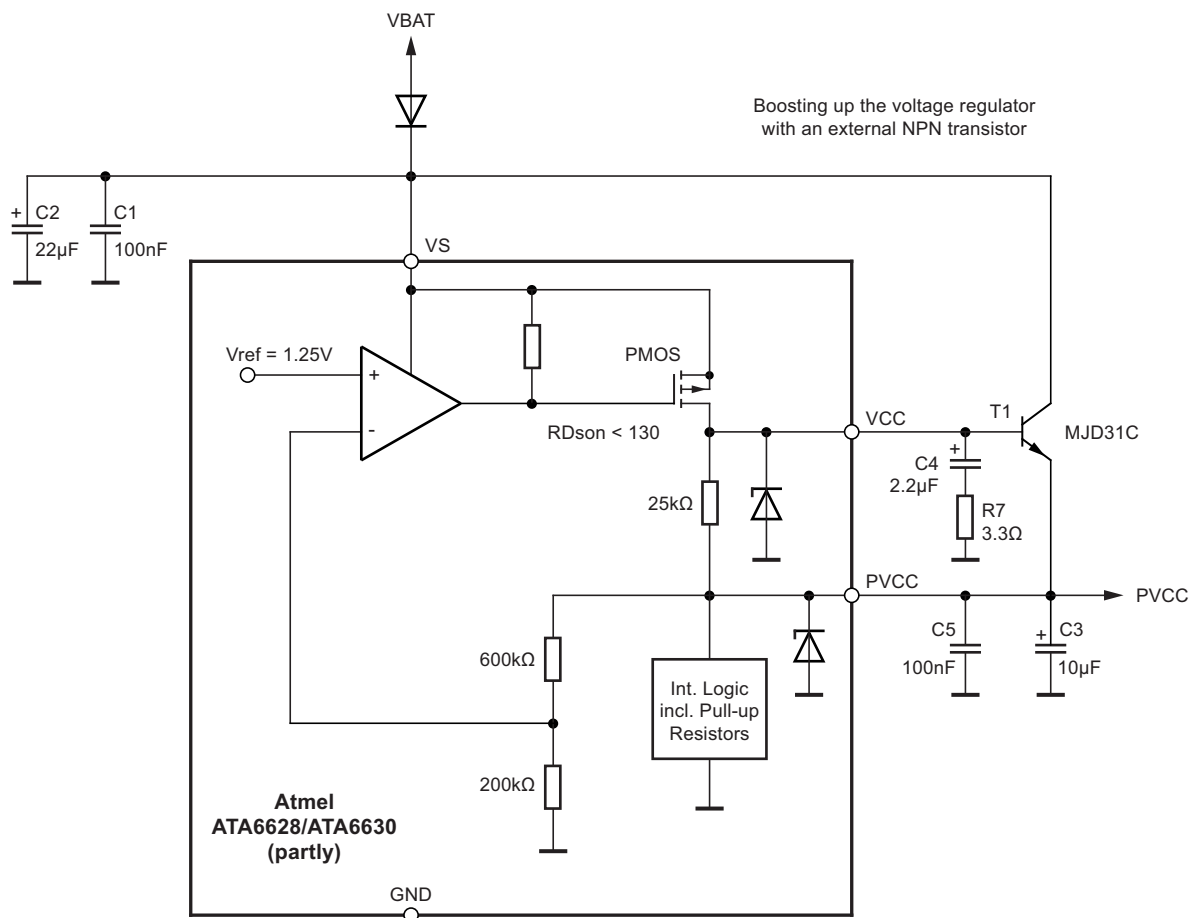 VBAT
Boosting up the voltage regulator
with an external NPN transistor
+ C2
22µF
C1
100nF
VS
Vref = 1.25V
+
-
PMOS
RDson < 130
VCC
T1
MJD31C
+
C4
2.2µF
R7
3.3Ω
25kΩ
PVCC
PVCC
600kΩ
C5
100nF
+ C3
10µF
Int. Logic
incl. Pull-up
Resistors
200kΩ
Atmel
ATA6628/ATA6630
(partly)
GND